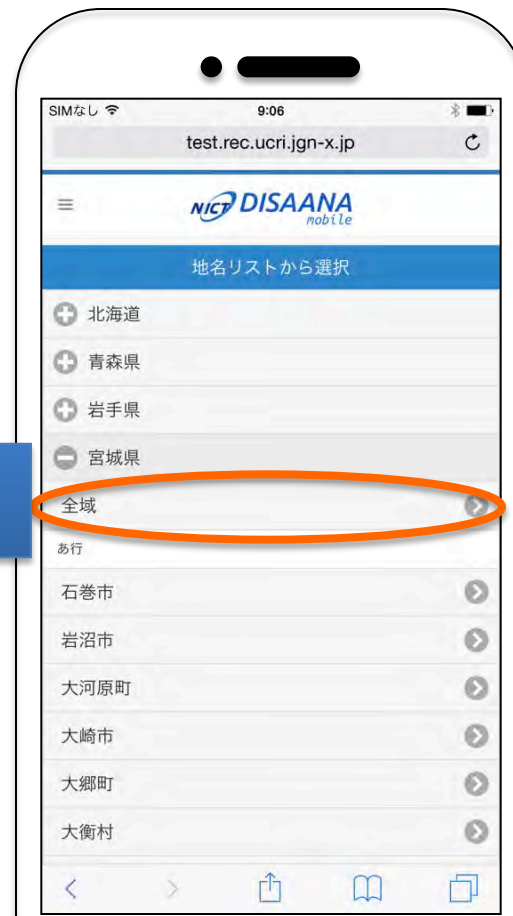 SIMなし 9:06
test.rec.ucri.jgn-x.jp
NICT DISAANA
mobile
地名リストから選択
北海道
青森県
岩手県
宮城県
全域
あ行
石巻市
岩沼市
大河原町
大崎市
大郷町
大衡村